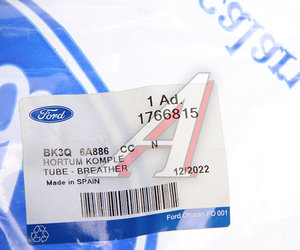 Ford
1 Ad.
1766815
BK3Q 6A886 CC N
HORTUM KOMPLE
TUBE - BREATHER
Made in SPAIN
12/2022
Ford Otosan PD 001